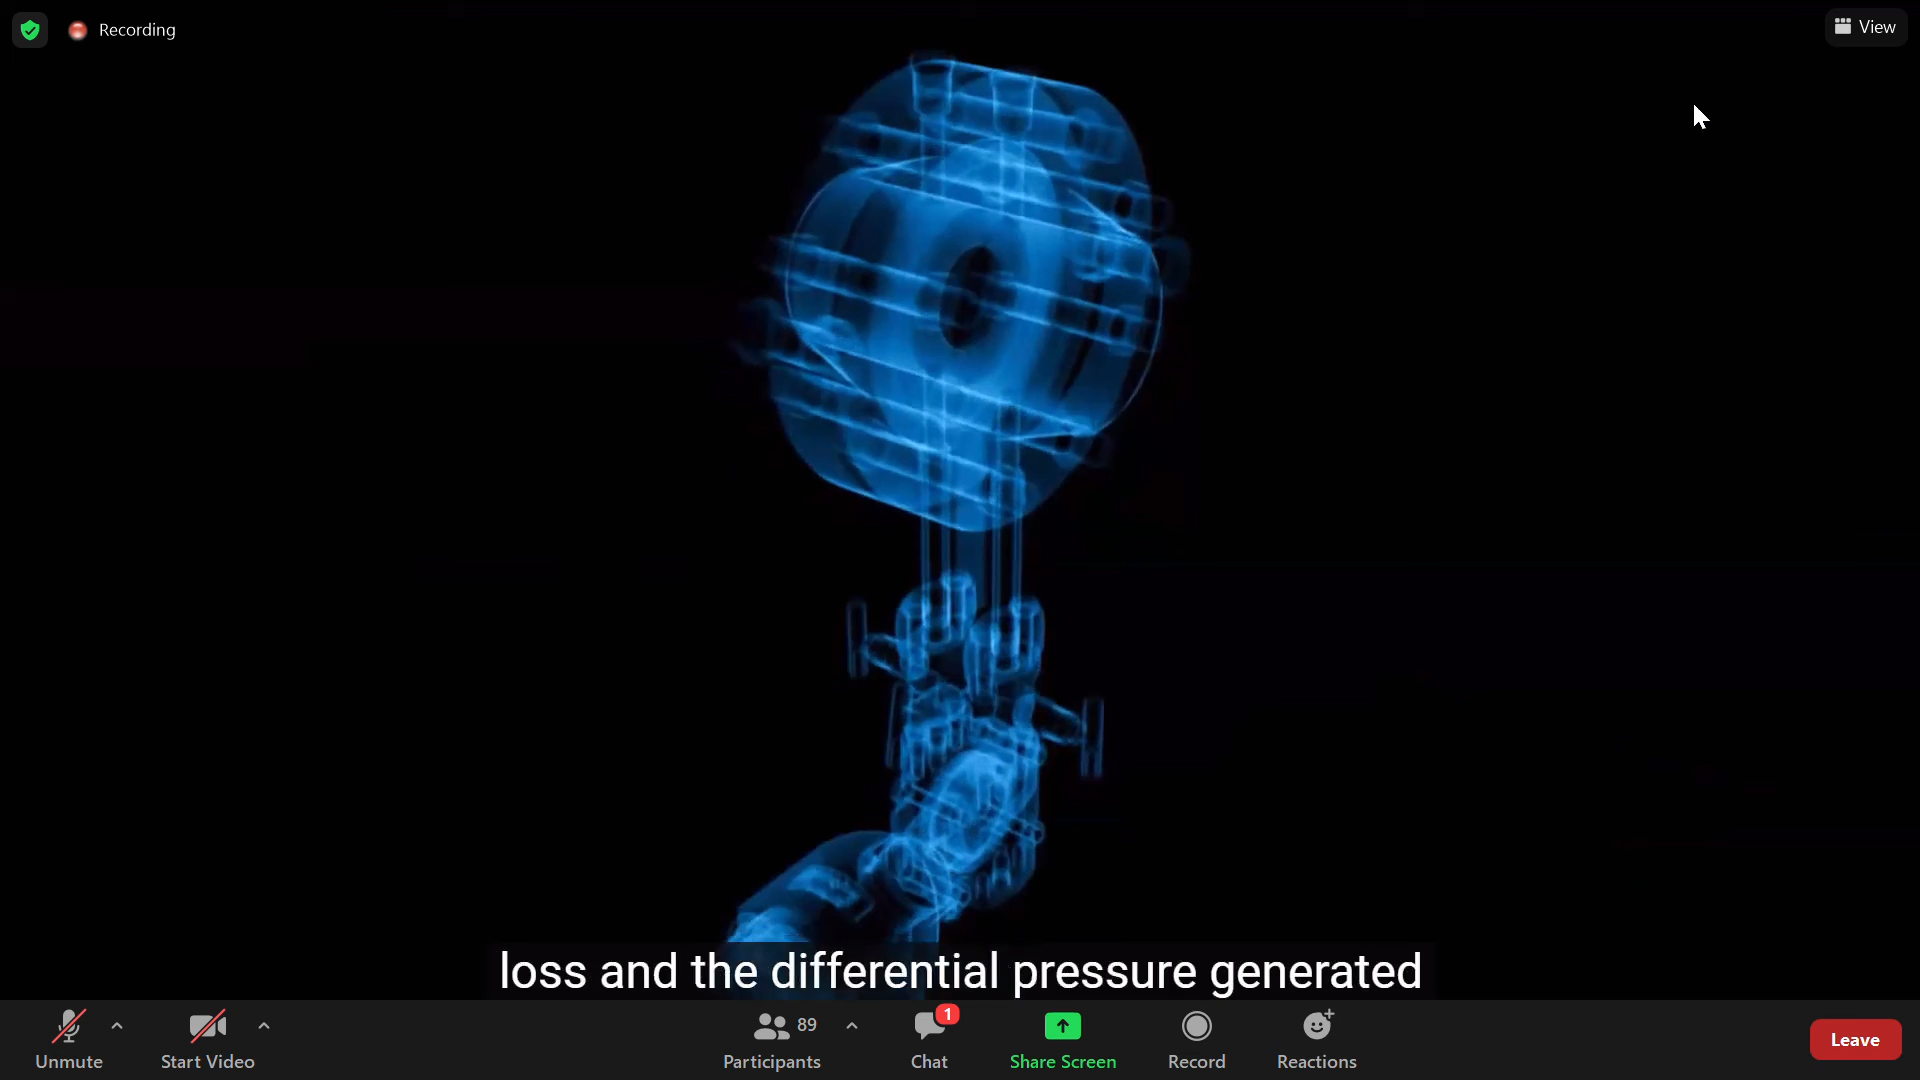 Recording
View
loss and the differential pressure generated
Unmute
Start Video
89
Participants
1
Chat
Share Screen
Record
Reactions
Leave